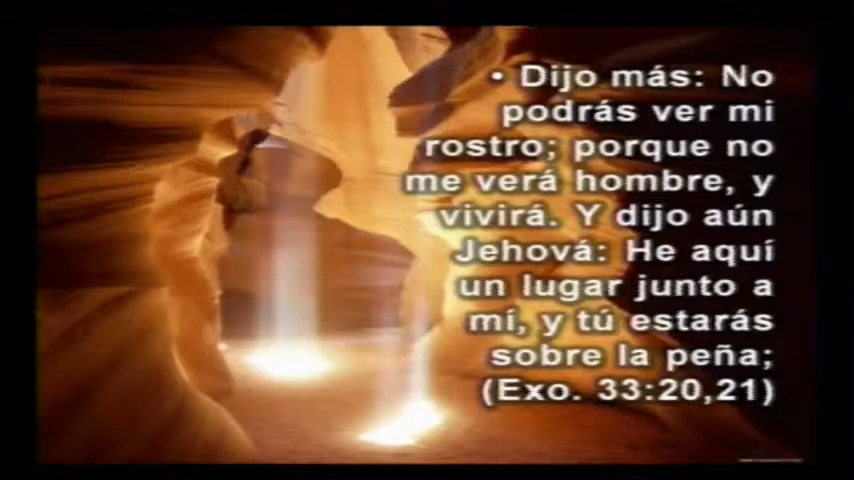 • Dijo más: No
podrás ver mi
rostro; porque no
me verá hombre, y
vivirá. Y dijo aún
Jehová: He aquí
un lugar junto a
mí, y tú estarás
sobre la peña;
(Exo. 33:20,21)